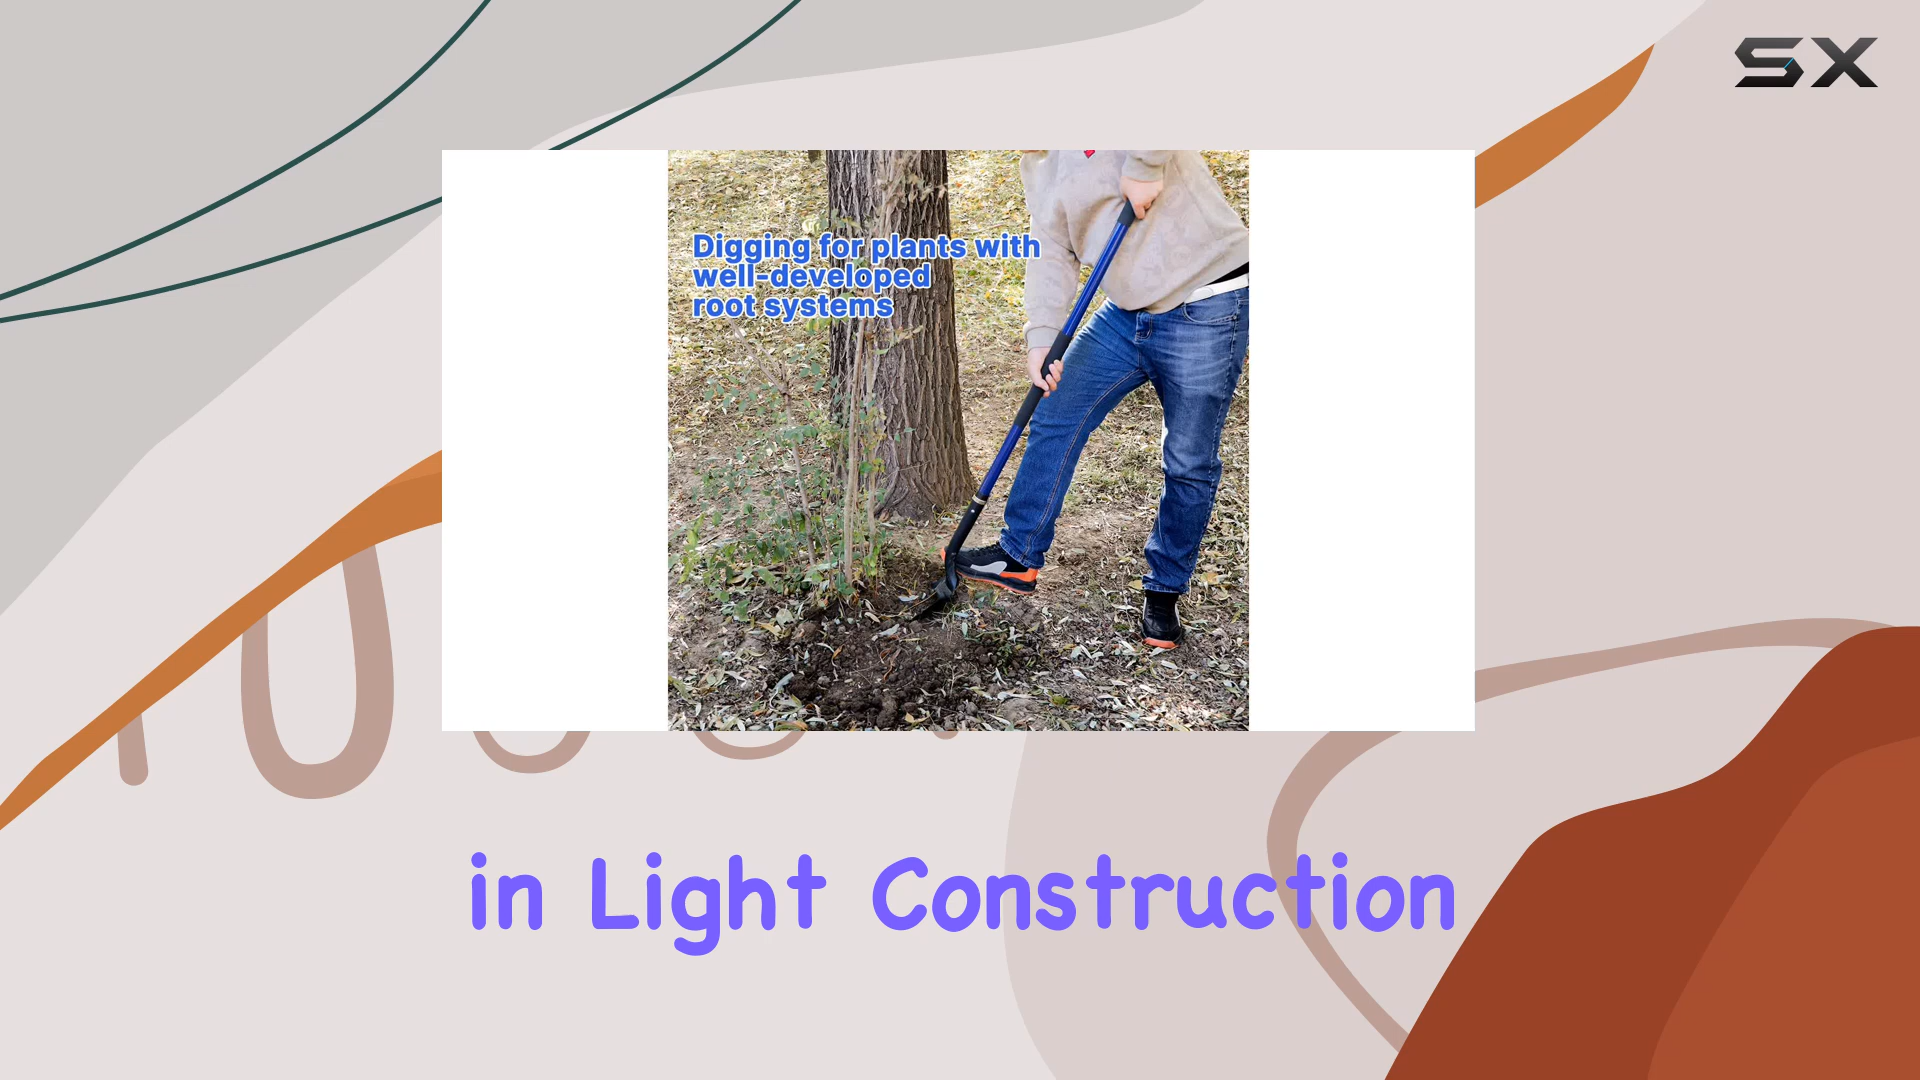 SX
Digging for plants with
well-developed
root systems
in Light Construction